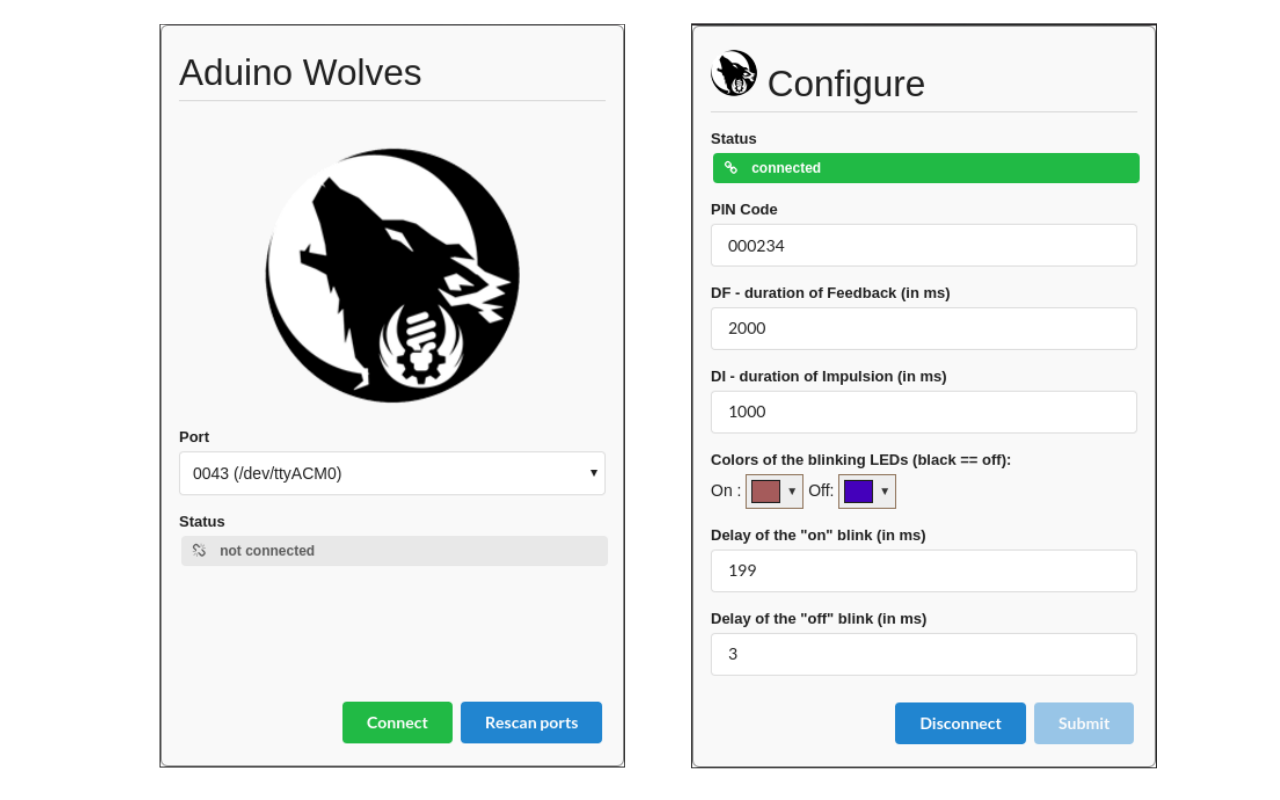 Aduino Wolves
Port
0043 (/dev/ttyACM0)
Status
not connected
Connect
Rescan ports
Configure
Status
connected
PIN Code
000234
DF - duration of Feedback (in ms)
2000
DI - duration of Impulsion (in ms)
1000
Colors of the blinking LEDs (black == off):
On : Off:
Delay of the "on" blink (in ms)
199
Delay of the "off" blink (in ms)
3
Disconnect
Submit